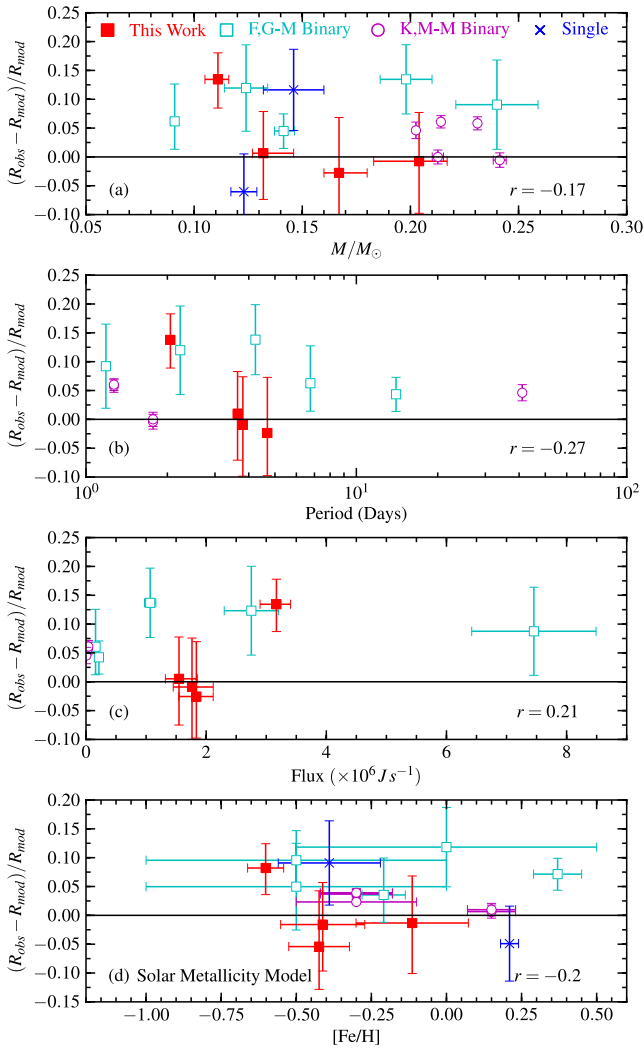 This Work F,G-M Binary K,M-M Binary Single
0.25
0.20
0.15
0.10
0.05
0.00
−0.05
−0.10
(R_obs − R_mod)/R_mod
(a) r = −0.17
0.05 0.10 0.15 0.20 0.25 0.30
M/M_⊙
0.25
0.20
0.15
0.10
0.05
0.00
−0.05
−0.10
(R_obs − R_mod)/R_mod
(b) r = −0.27
10^0 10^1 10^2
Period (Days)
0.25
0.20
0.15
0.10
0.05
0.00
−0.05
−0.10
(R_obs − R_mod)/R_mod
(c) r = 0.21
0 2 4 6 8
Flux (×10^6 Js^−1)
0.20
0.15
0.10
0.05
0.00
−0.05
−0.10
−0.15
(R_obs − R_mod)/R_mod
(d) Solar Metallicity Model r = −0.2
−1.00 −0.50 0.00 0.50
[Fe/H]